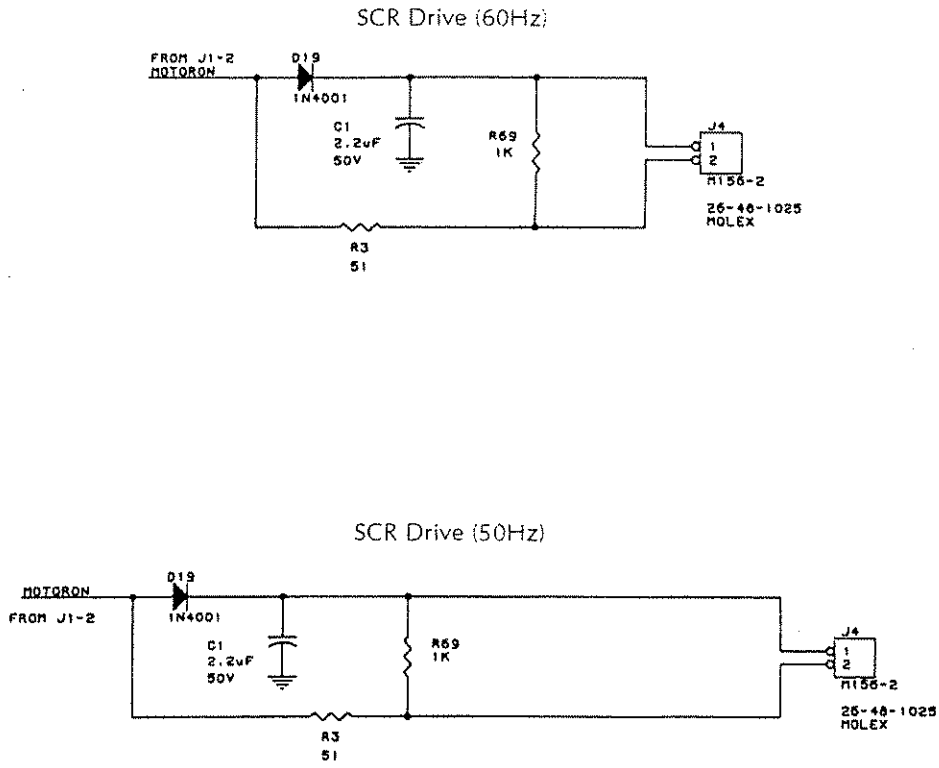 SCR Drive (60Hz)
FROM J1-2
MOTORON
D19
1N4001
C1
2.2uF
50V
R69
1K
J4
1
2
M156-2
26-48-1025
MOLEX
R3
51
SCR Drive (50Hz)
MOTORON
FROM J1-2
D19
1N4001
C1
2.2uF
50V
R69
1K
J4
1
2
M156-2
26-48-1025
MOLEX
R3
51